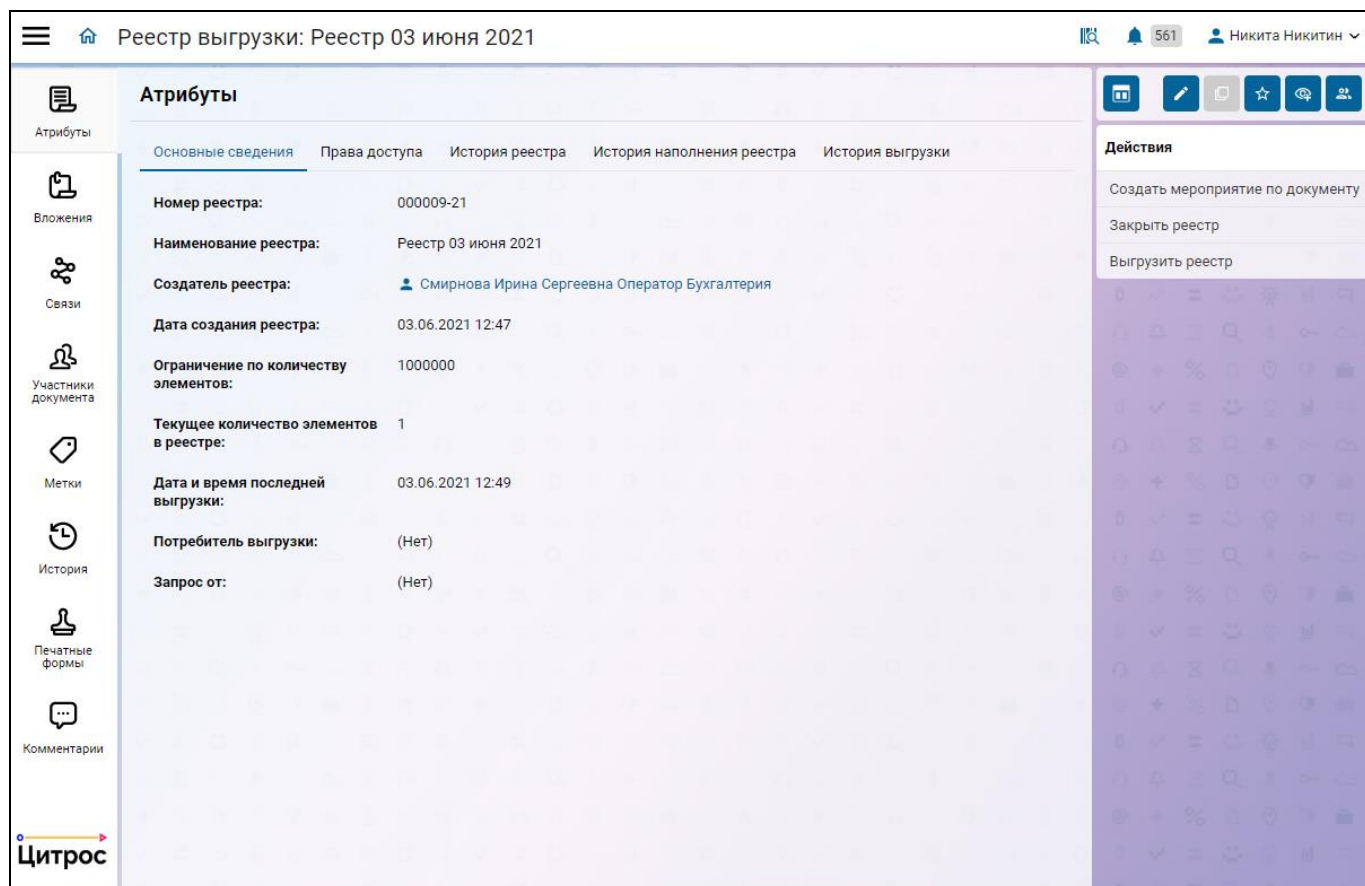 Реестр выгрузки: Реестр 03 июня 2021
561
Никита Никитин
Атрибуты
Вложения
Связи
Участники
документа
Метки
История
Печатные
формы
Комментарии
Цитрос
Атрибуты
Основные сведения Права доступа История реестра История наполнения реестра История выгрузки
Номер реестра: 000009-21
Наименование реестра: Реестр 03 июня 2021
Создатель реестра: Смирнова Ирина Сергеевна Оператор Бухгалтерия
Дата создания реестра: 03.06.2021 12:47
Ограничение по количеству 1000000
элементов:
Текущее количество элементов 1
в реестре:
Дата и время последней 03.06.2021 12:49
выгрузки:
Потребитель выгрузки: (Нет)
Запрос от: (Нет)
Действия
Создать мероприятие по документу
Закрыть реестр
Выгрузить реестр